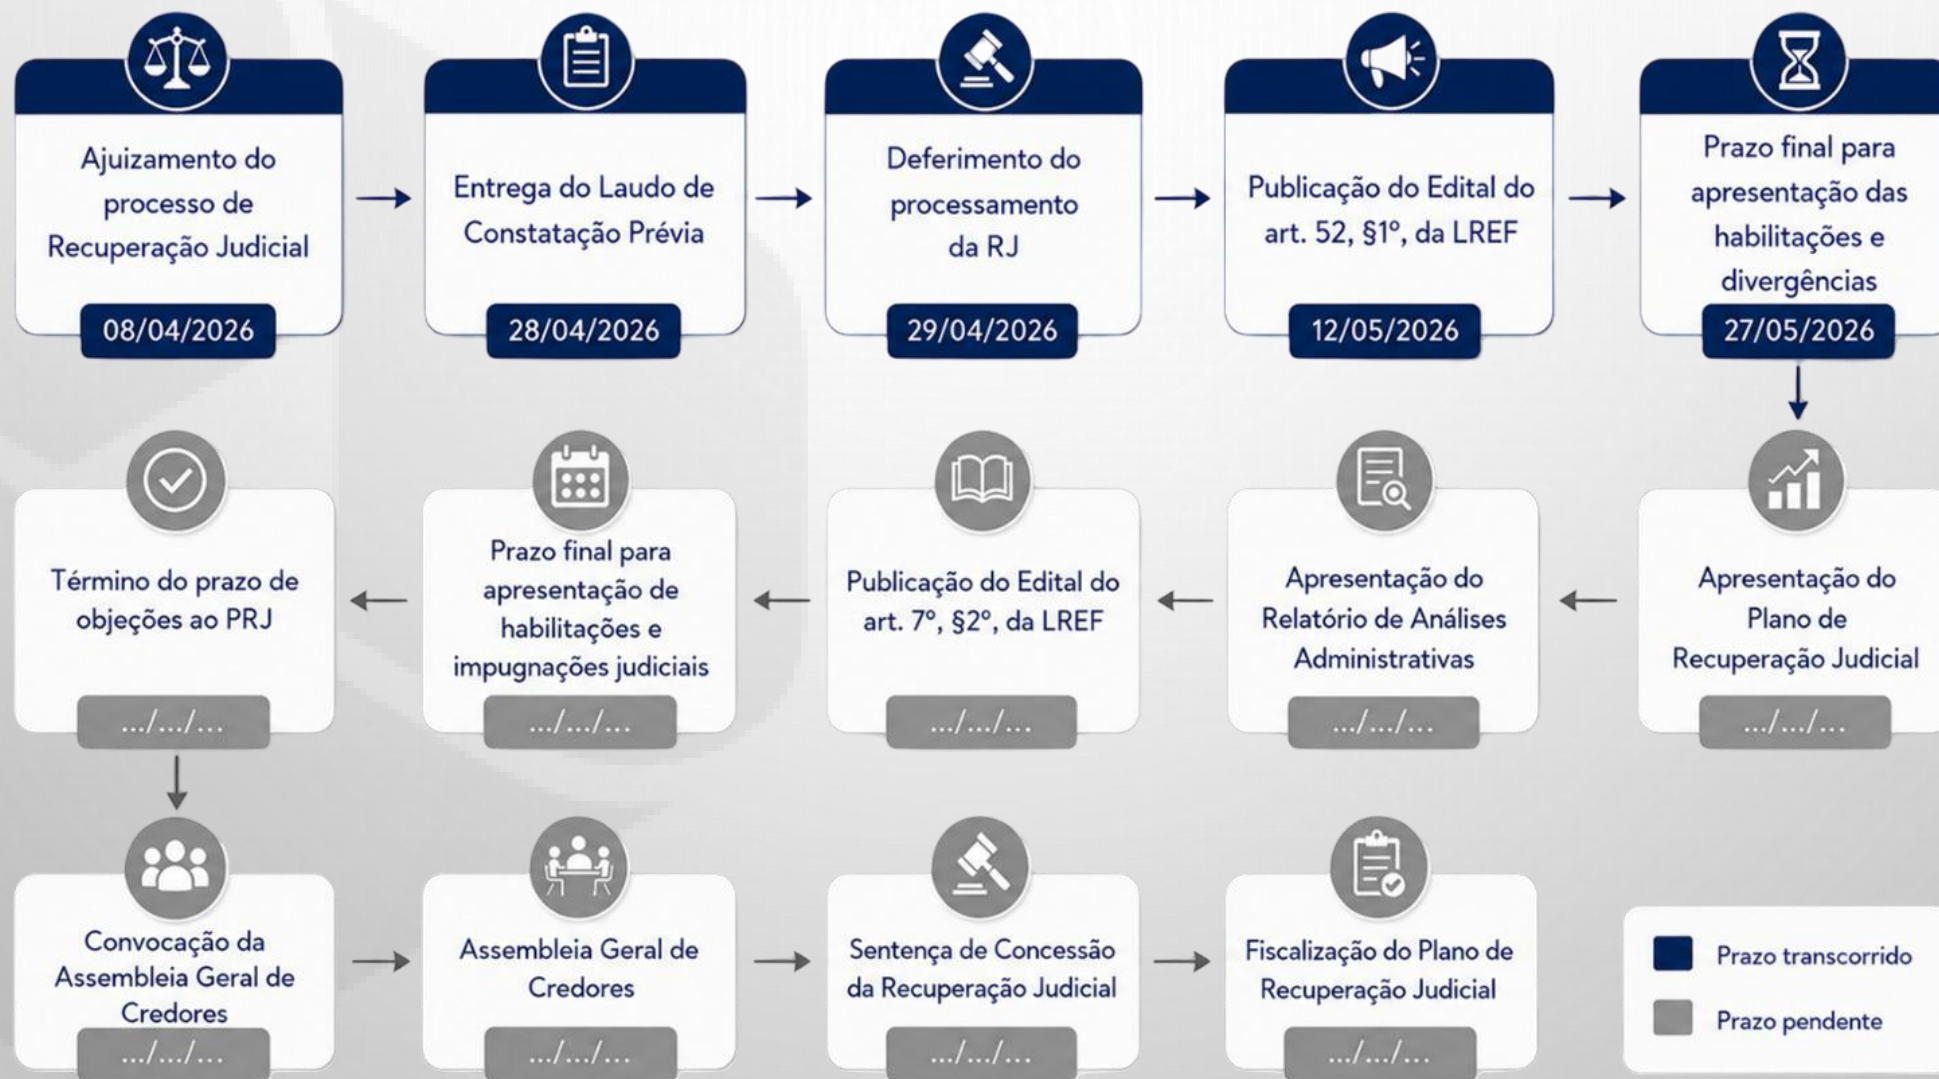 Ajuizamento do
processo de
Recuperação Judicial
08/04/2026
Entrega do Laudo de
Constatação Prévia
28/04/2026
Deferimento do
processamento
da RJ
29/04/2026
Publicação do Edital do
art. 52, §1º, da LREF
12/05/2026
Prazo final para
apresentação das
habilitações e
divergências
27/05/2026
Término do prazo de
objeções ao PRJ
.../.../...
Prazo final para
apresentação de
habilitações e
impugnações judiciais
.../.../...
Publicação do Edital do
art. 7º, §2º, da LREF
.../.../...
Apresentação do
Relatório de Análises
Administrativas
.../.../...
Apresentação do
Plano de
Recuperação Judicial
.../.../...
Convocação da
Assembleia Geral de
Credores
.../.../...
Assembleia Geral de
Credores
.../.../...
Sentença de Concessão
da Recuperação Judicial
.../.../...
Fiscalização do Plano de
Recuperação Judicial
.../.../...
Prazo transcorrido
Prazo pendente